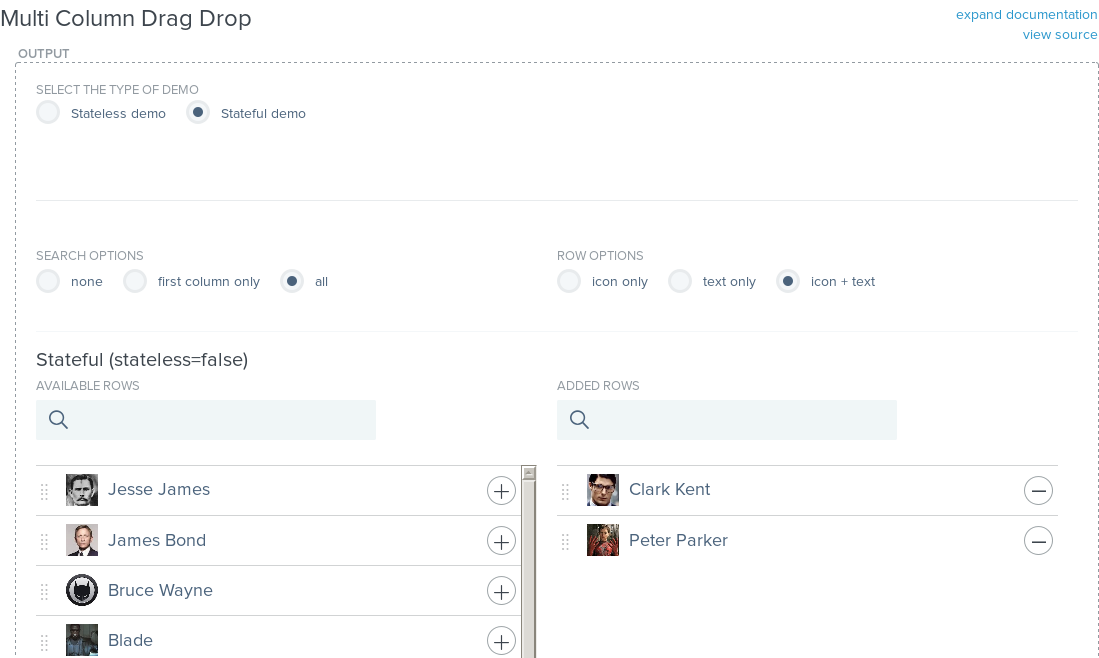 Multi Column Drag Drop
expand documentation
view source
OUTPUT
SELECT THE TYPE OF DEMO
Stateless demo
Stateful demo
SEARCH OPTIONS
none
first column only
all
ROW OPTIONS
icon only
text only
icon + text
Stateful (stateless=false)
AVAILABLE ROWS
Jesse James
James Bond
Bruce Wayne
Blade
ADDED ROWS
Clark Kent
Peter Parker